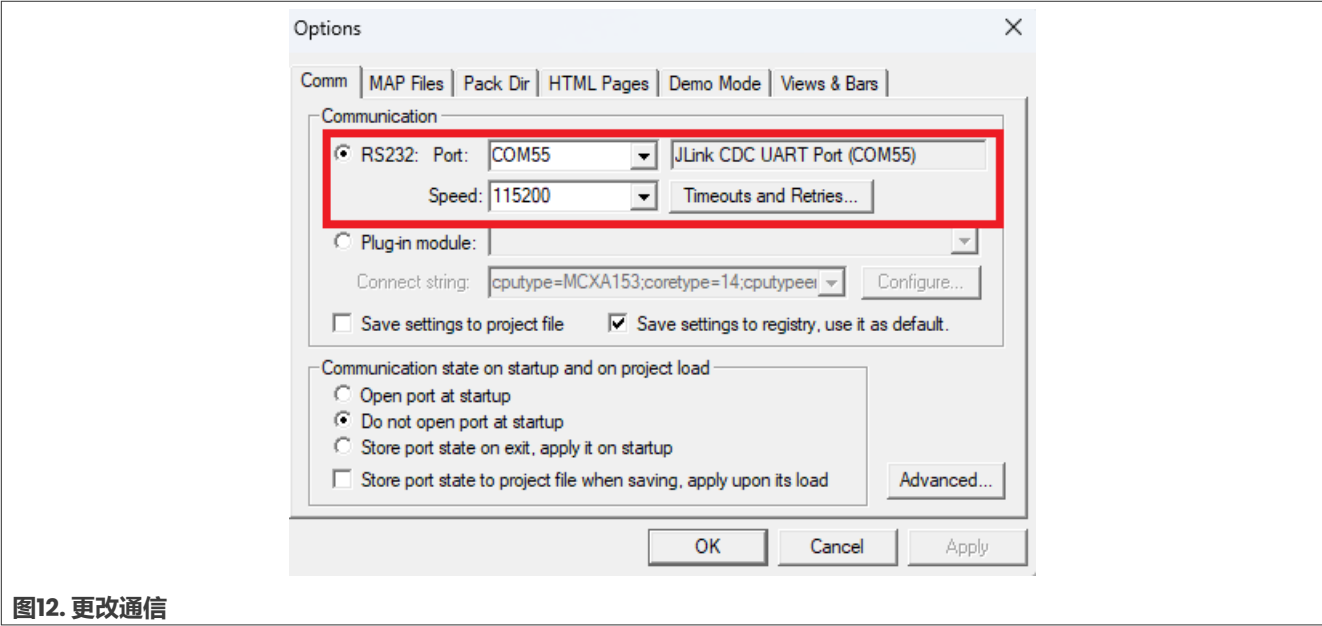 Options
Comm MAP Files Pack Dir HTML Pages Demo Mode Views & Bars
Communication
RS232: Port: COM55 JLink CDC UART Port (COM55)
Speed: 115200 Timeouts and Retries...
Plug-in module:
Connect string: cputype=MCXA153;coretype=14;cputypeer Configure...
Save settings to project file Save settings to registry, use it as default.
Communication state on startup and on project load
Open port at startup
Do not open port at startup
Store port state on exit, apply it on startup
Store port state to project file when saving, apply upon its load Advanced...
OK Cancel Apply
图12. 更改通信